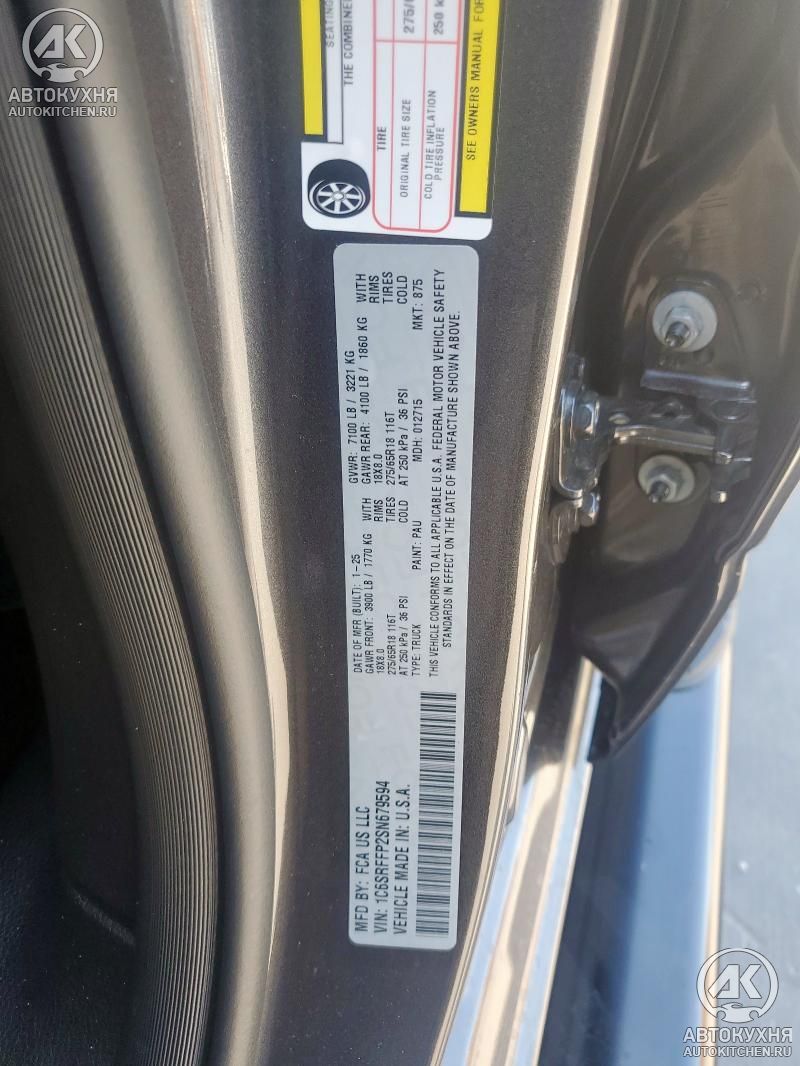 AK
АВТОКУХНЯ
AUTOKITCHEN.RU
SEATING
THE COMBINED
TIRE 275/6
ORIGINAL TIRE SIZE
COLD TIRE INFLATION
PRESSURE
250 k
SEE OWNERS MANUAL FOR
MFD BY: FCA US LLC DATE OF MFR (BUILT): 1-25 GVWR: 7100 LB / 3221 KG
GAWR FRONT: 3900 LB / 1770 KG WITH GAWR REAR: 4100 LB / 1860 KG WITH
18X8.0 RIMS 18X8.0 RIMS
275/65R18 116T TIRES 275/65R18 116T TIRES
AT 250 kPa / 36 PSI COLD AT 250 kPa / 36 PSI COLD
VIN: 1C6SRFFP2SN679594 TYPE: TRUCK PAINT: PAU MDH: 012715 MKT: 875
VEHICLE MADE IN: U.S.A. THIS VEHICLE CONFORMS TO ALL APPLICABLE U.S.A. FEDERAL MOTOR VEHICLE SAFETY
STANDARDS IN EFFECT ON THE DATE OF MANUFACTURE SHOWN ABOVE.
AK
АВТОКУХНЯ
AUTOKITCHEN.RU